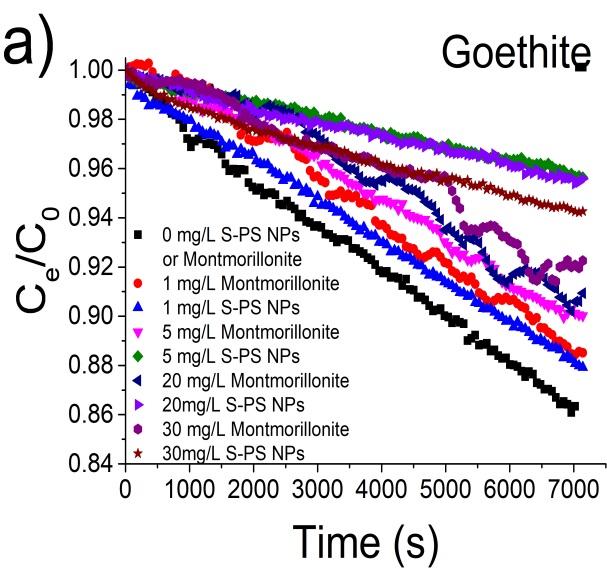 a)
Goethite
1.00
0.98
0.96
0.94
0.92
0.90
0.88
0.86
0.84
Ce/C0
0 mg/L S-PS NPs
or Montmorillonite
1 mg/L Montmorillonite
1 mg/L S-PS NPs
5 mg/L Montmorillonite
5 mg/L S-PS NPs
20 mg/L Montmorillonite
20mg/L S-PS NPs
30 mg/L Montmorillonite
30mg/L S-PS NPs
0 1000 2000 3000 4000 5000 6000 7000
Time (s)